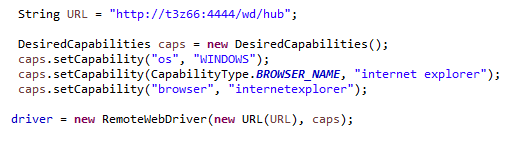 String URL = "http://t3z66:4444/wd/hub";
DesiredCapabilities caps = new DesiredCapabilities();
caps.setCapability("os", "WINDOWS");
caps.setCapability(CapabilityType.BROWSER_NAME, "internet explorer");
caps.setCapability("browser", "internetexplorer");
driver = new RemoteWebDriver(new URL(URL), caps);